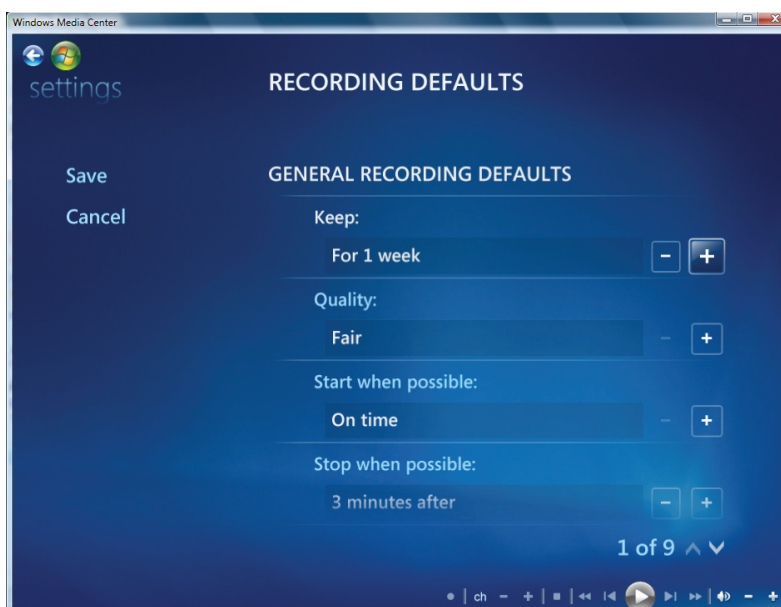 Windows Media Center
settings
RECORDING DEFAULTS
Save
Cancel
GENERAL RECORDING DEFAULTS
Keep:
For 1 week
- +
Quality:
Fair
- +
Start when possible:
On time
- +
Stop when possible:
3 minutes after
- +
1 of 9
ch - +
- +